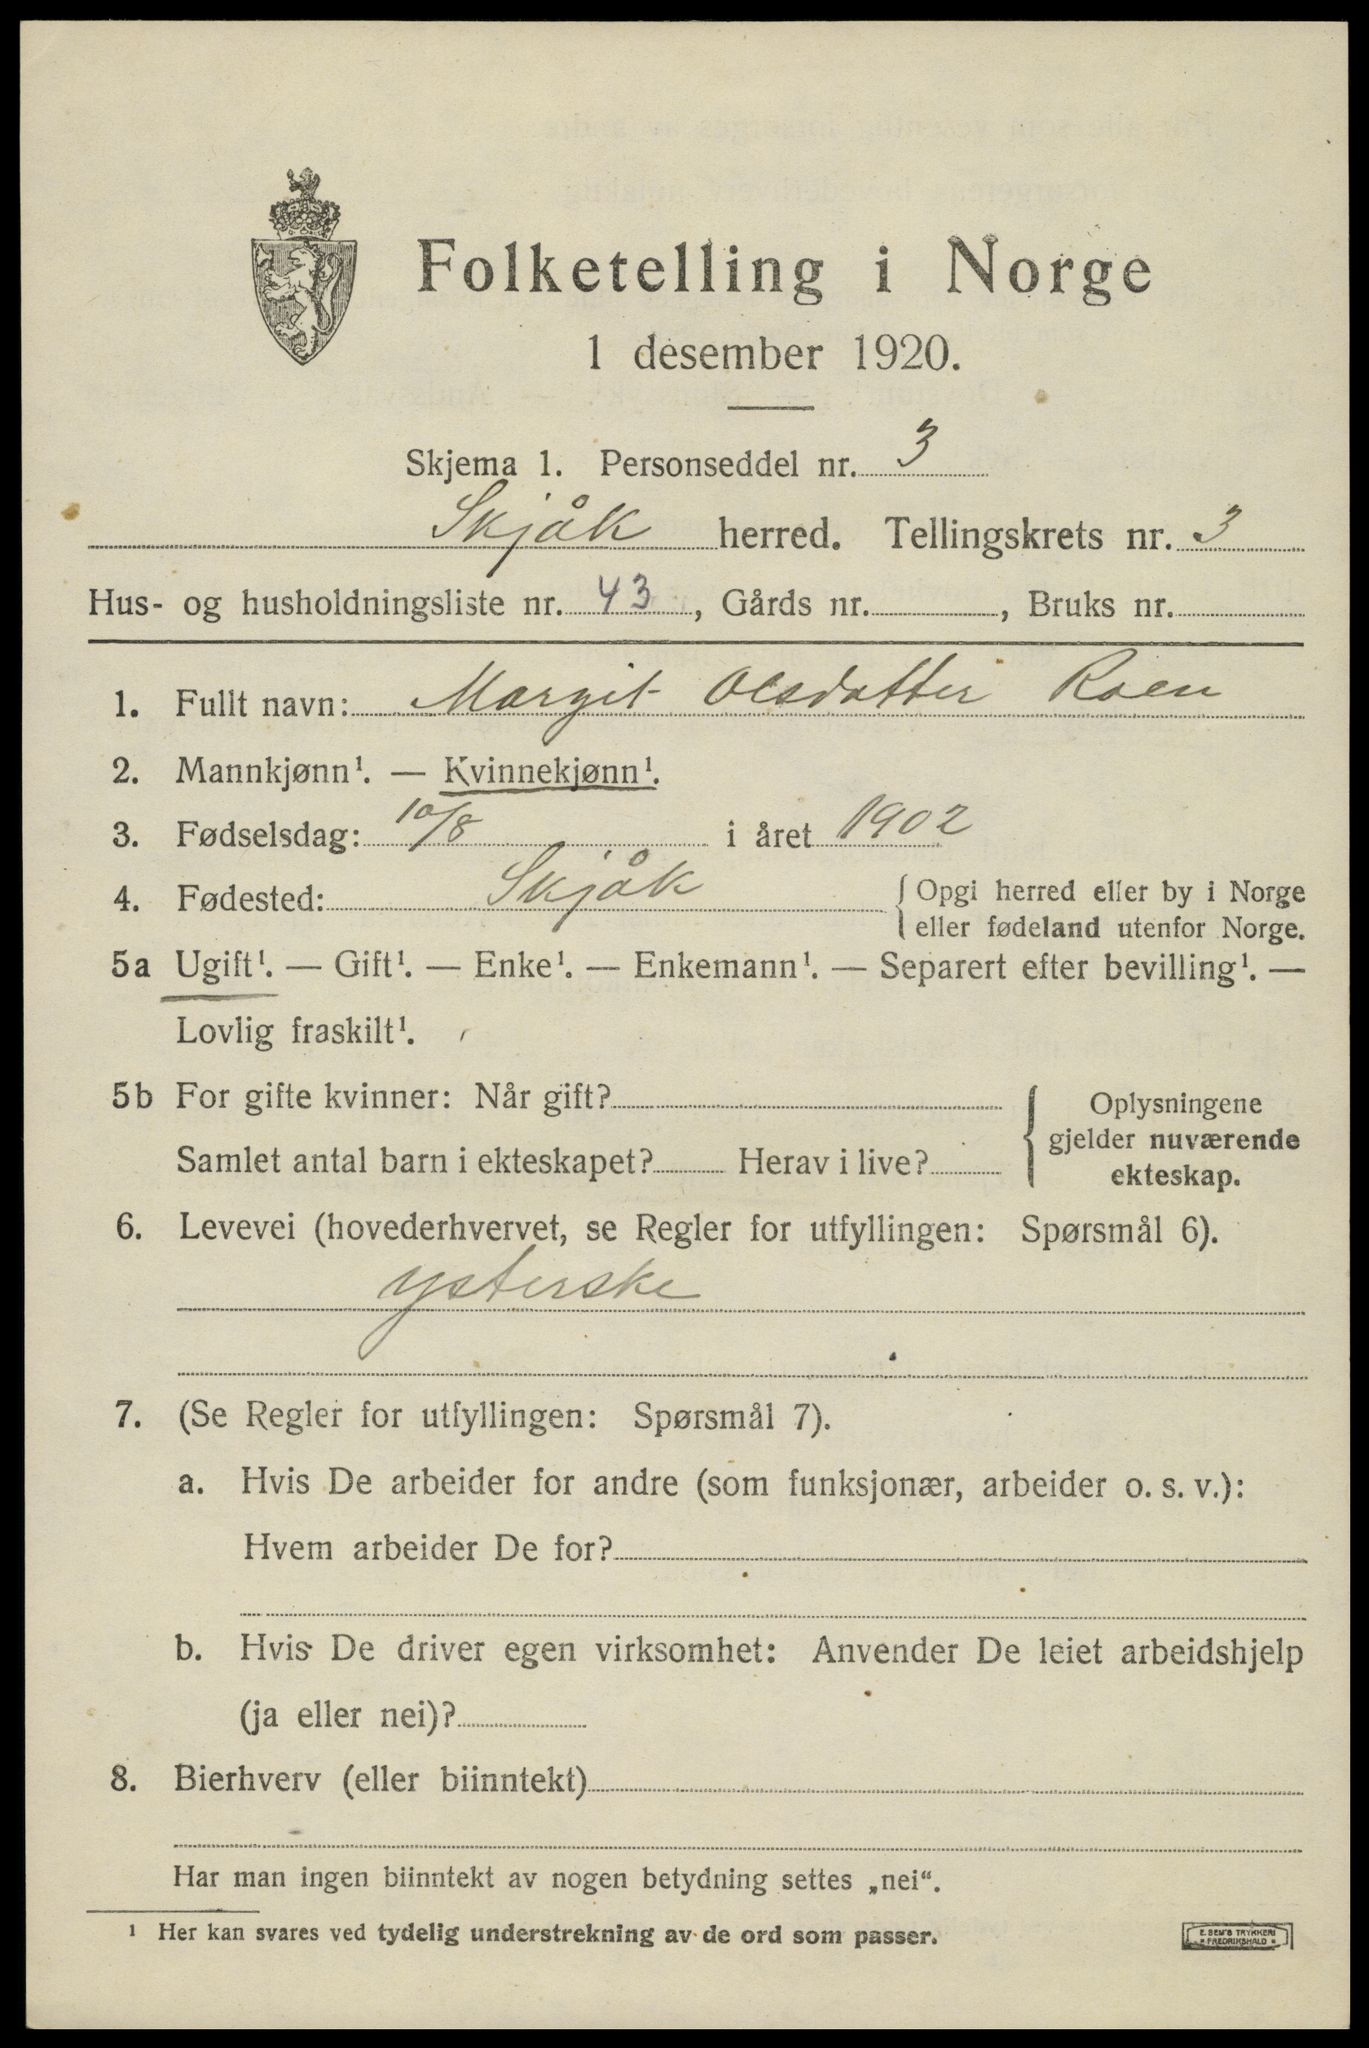 Folketelling i Norge
1 desember 1920.
Skjema 1. Personseddel nr. 3
Skjåk herred. Tellingskrets nr. 3
Hus- og husholdningsliste nr. 43, Gårds nr. , Bruks nr.
1. Fullt navn: Margit Olsdatter Roen
2. Mannkjønn¹. — Kvinnekjønn¹.
3. Fødselsdag: 10/8 i året 1902
4. Fødested: Skjåk { Opgi herred eller by i Norge
eller fødeland utenfor Norge.
5a Ugift¹. — Gift¹. — Enke¹. — Enkemann¹. — Separert efter bevilling¹. —
Lovlig fraskilt¹.
5b For gifte kvinner: Når gift? { Oplysningene
gjelder nuværende
Samlet antal barn i ekteskapet? Herav i live? ekteskap.
6. Levevei (hovederhvervet, se Regler for utfyllingen: Spørsmål 6).
ysterske
7. (Se Regler for utfyllingen: Spørsmål 7).
a. Hvis De arbeider for andre (som funksjonær, arbeider o. s. v.):
Hvem arbeider De for?
b. Hvis De driver egen virksomhet: Anvender De leiet arbeidshjelp
(ja eller nei)?
8. Bierhverv (eller biinntekt)
Har man ingen biinntekt av nogen betydning settes „nei“.
¹ Her kan svares ved tydelig understrekning av de ord som passer.
E. SEM'S TRYKKERI
FREDRIKSHALD